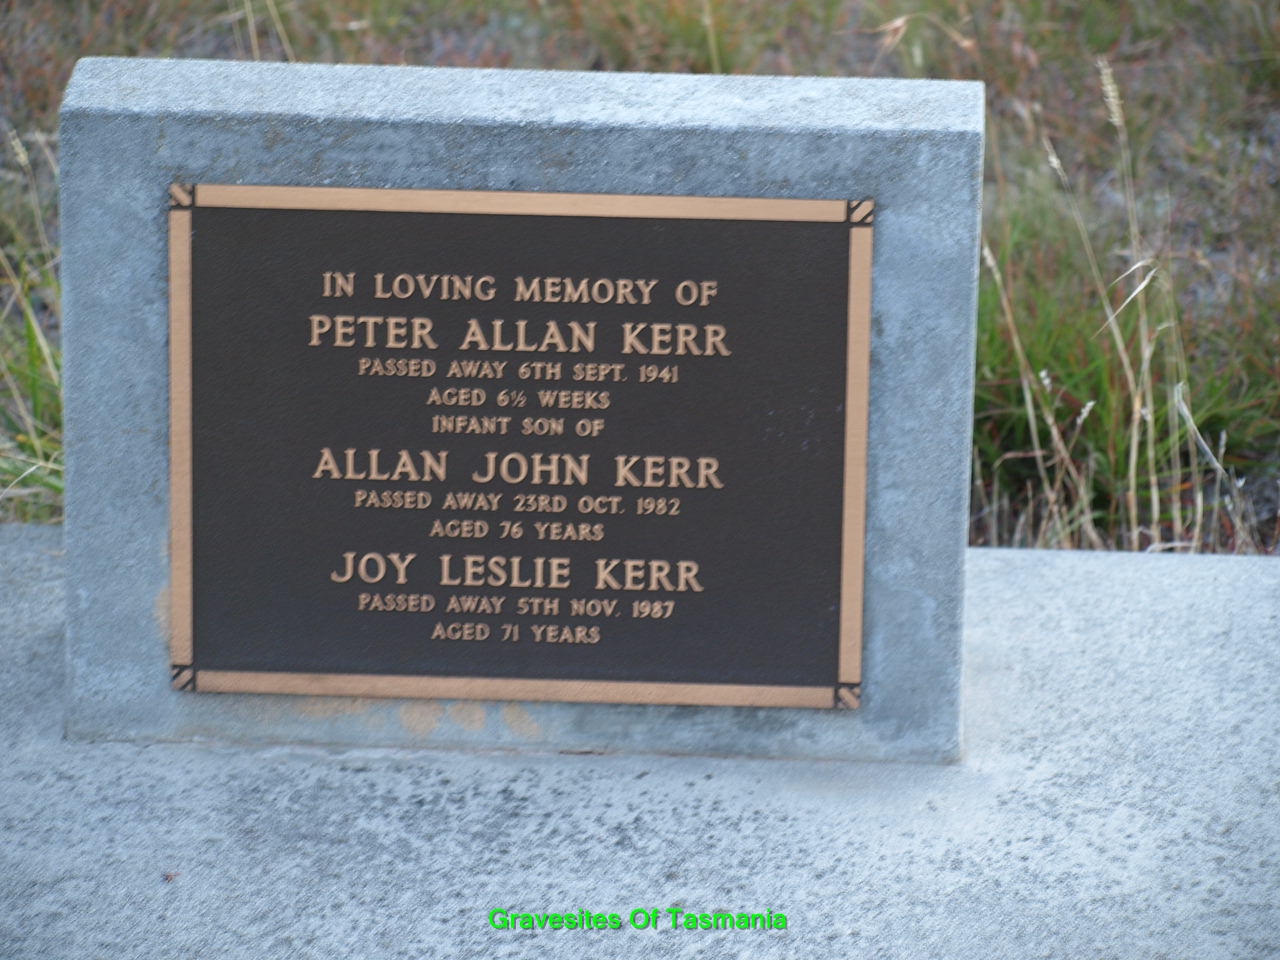 IN LOVING MEMORY OF
PETER ALLAN KERR
PASSED AWAY 6TH SEPT. 1941
AGED 6½ WEEKS
INFANT SON OF
ALLAN JOHN KERR
PASSED AWAY 23RD OCT. 1982
AGED 76 YEARS
JOY LESLIE KERR
PASSED AWAY 5TH NOV. 1987
AGED 71 YEARS
Gravesites Of Tasmania